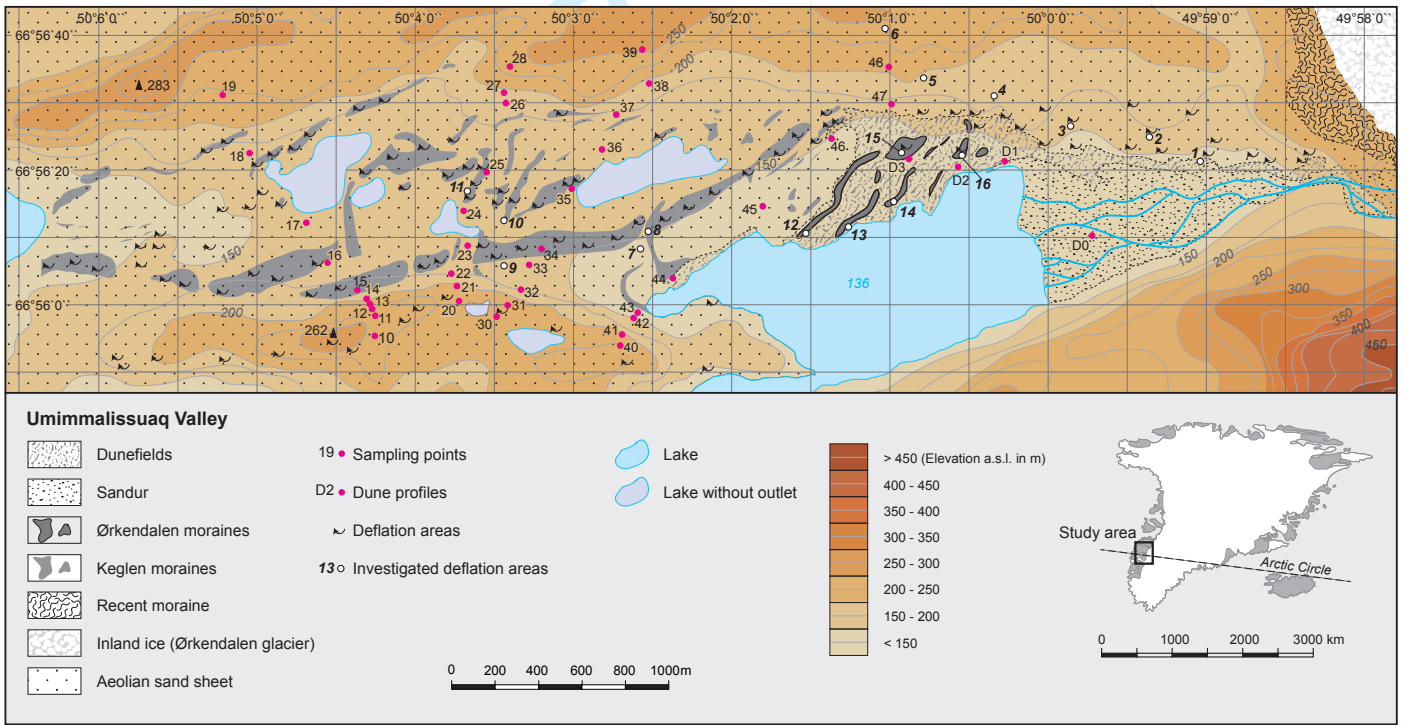 50°6'0" 50°5'0" 50°4'0" 50°3'0" 50°2'0" 50°1'0" 50°0'0" 49°59'0" 49°58'0"
66°56'40"
66°56'20"
66°56'0"
6
39
250
28
48
5
200
283
19
27
38
4
26
47
37
3
2
15
46
36
18
150
1
25
D3
D1
D2
16
11
35
24
10
45
14
17
12
13
8
D0
23
34
7
150
200
150
16
9
33
22
44
250
136
15
14
21
32
300
13
20
31
43
350
200
12
11
30
42
400
262
10
41
40
450
Umimmalissuaq Valley
Dunefields
Sandur
Ørkendalen moraines
Keglen moraines
Recent moraine
Inland ice (Ørkendalen glacier)
Aeolian sand sheet
19 Sampling points
D2 Dune profiles
Deflation areas
13 Investigated deflation areas
0 200 400 600 800 1000m
Lake
Lake without outlet
> 450 (Elevation a.s.l. in m)
400 - 450
350 - 400
300 - 350
250 - 300
200 - 250
150 - 200
< 150
Study area
Arctic Circle
0 1000 2000 3000 km